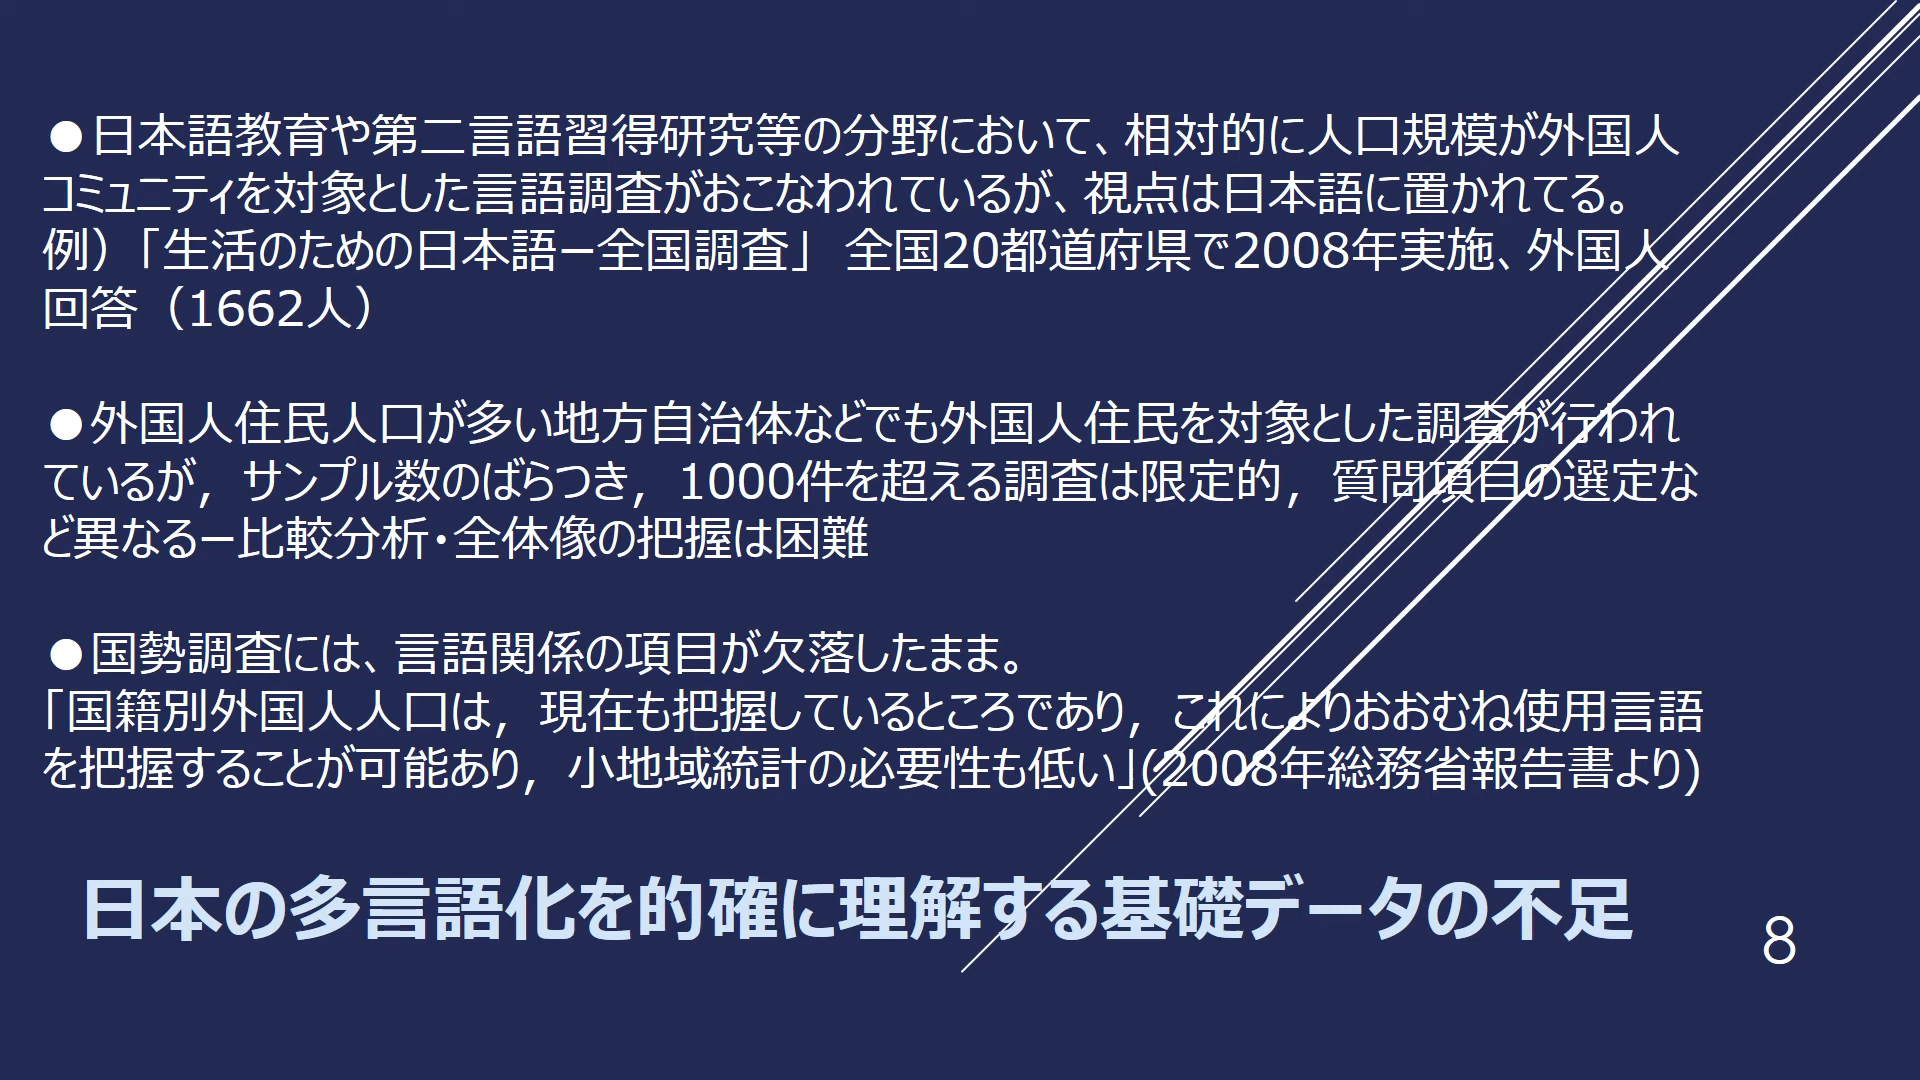 ●日本語教育や第二言語習得研究等の分野において、相対的に人口規模が外国人
コミュニティを対象とした言語調査がおこなわれているが、視点は日本語に置かれてる。
例）「生活のための日本語−全国調査」 全国20都道府県で2008年実施、外国人
回答（1662人）
●外国人住民人口が多い地方自治体などでも外国人住民を対象とした調査が行われ
ているが，サンプル数のばらつき，1000件を超える調査は限定的，質問項目の選定な
ど異なる−比較分析・全体像の把握は困難
●国勢調査には、言語関係の項目が欠落したまま。
「国籍別外国人人口は，現在も把握しているところであり，これによりおおむね使用言語
を把握することが可能あり，小地域統計の必要性も低い」(2008年総務省報告書より)
日本の多言語化を的確に理解する基礎データの不足
8